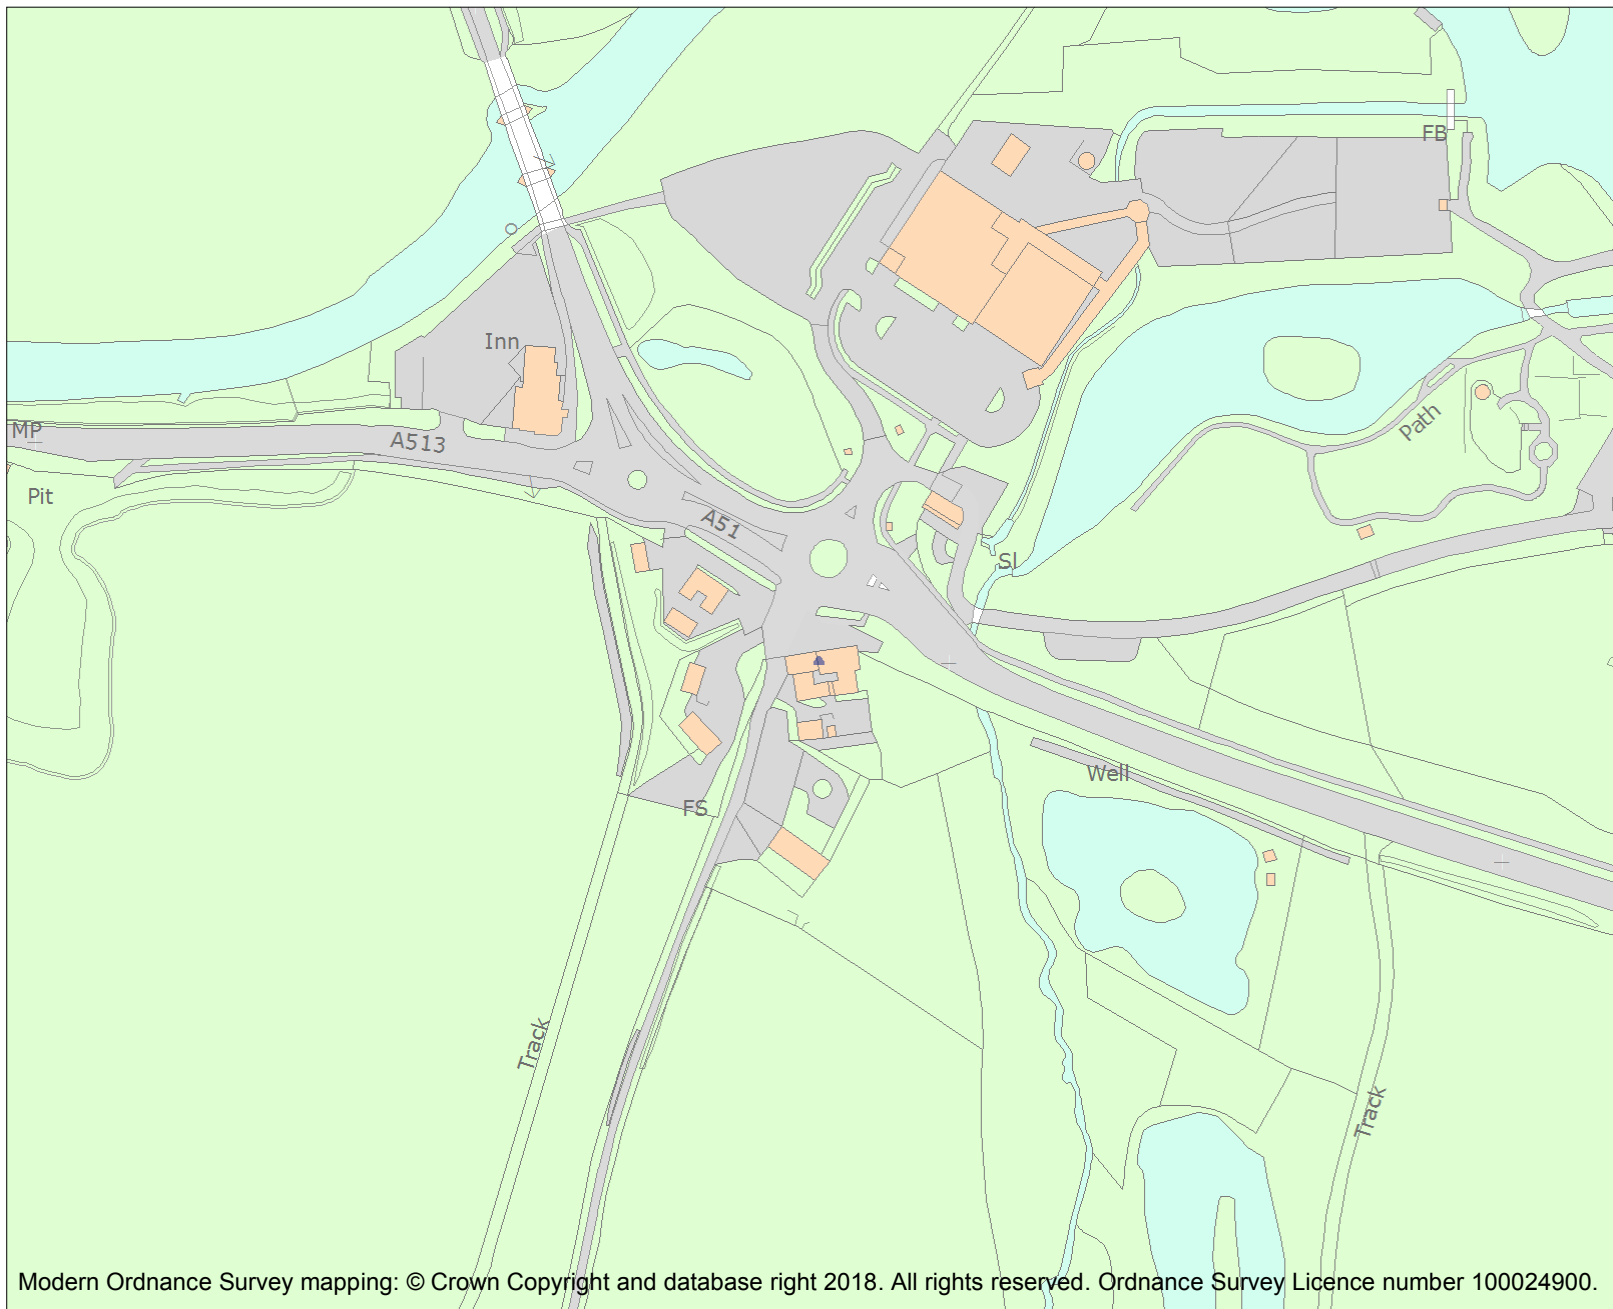 FB
Inn
MP
A513
Path
Pit
A51
Sl
Well
FS
Track
Track
Modern Ordnance Survey mapping: © Crown Copyright and database right 2018. All rights reserved. Ordnance Survey Licence number 100024900.